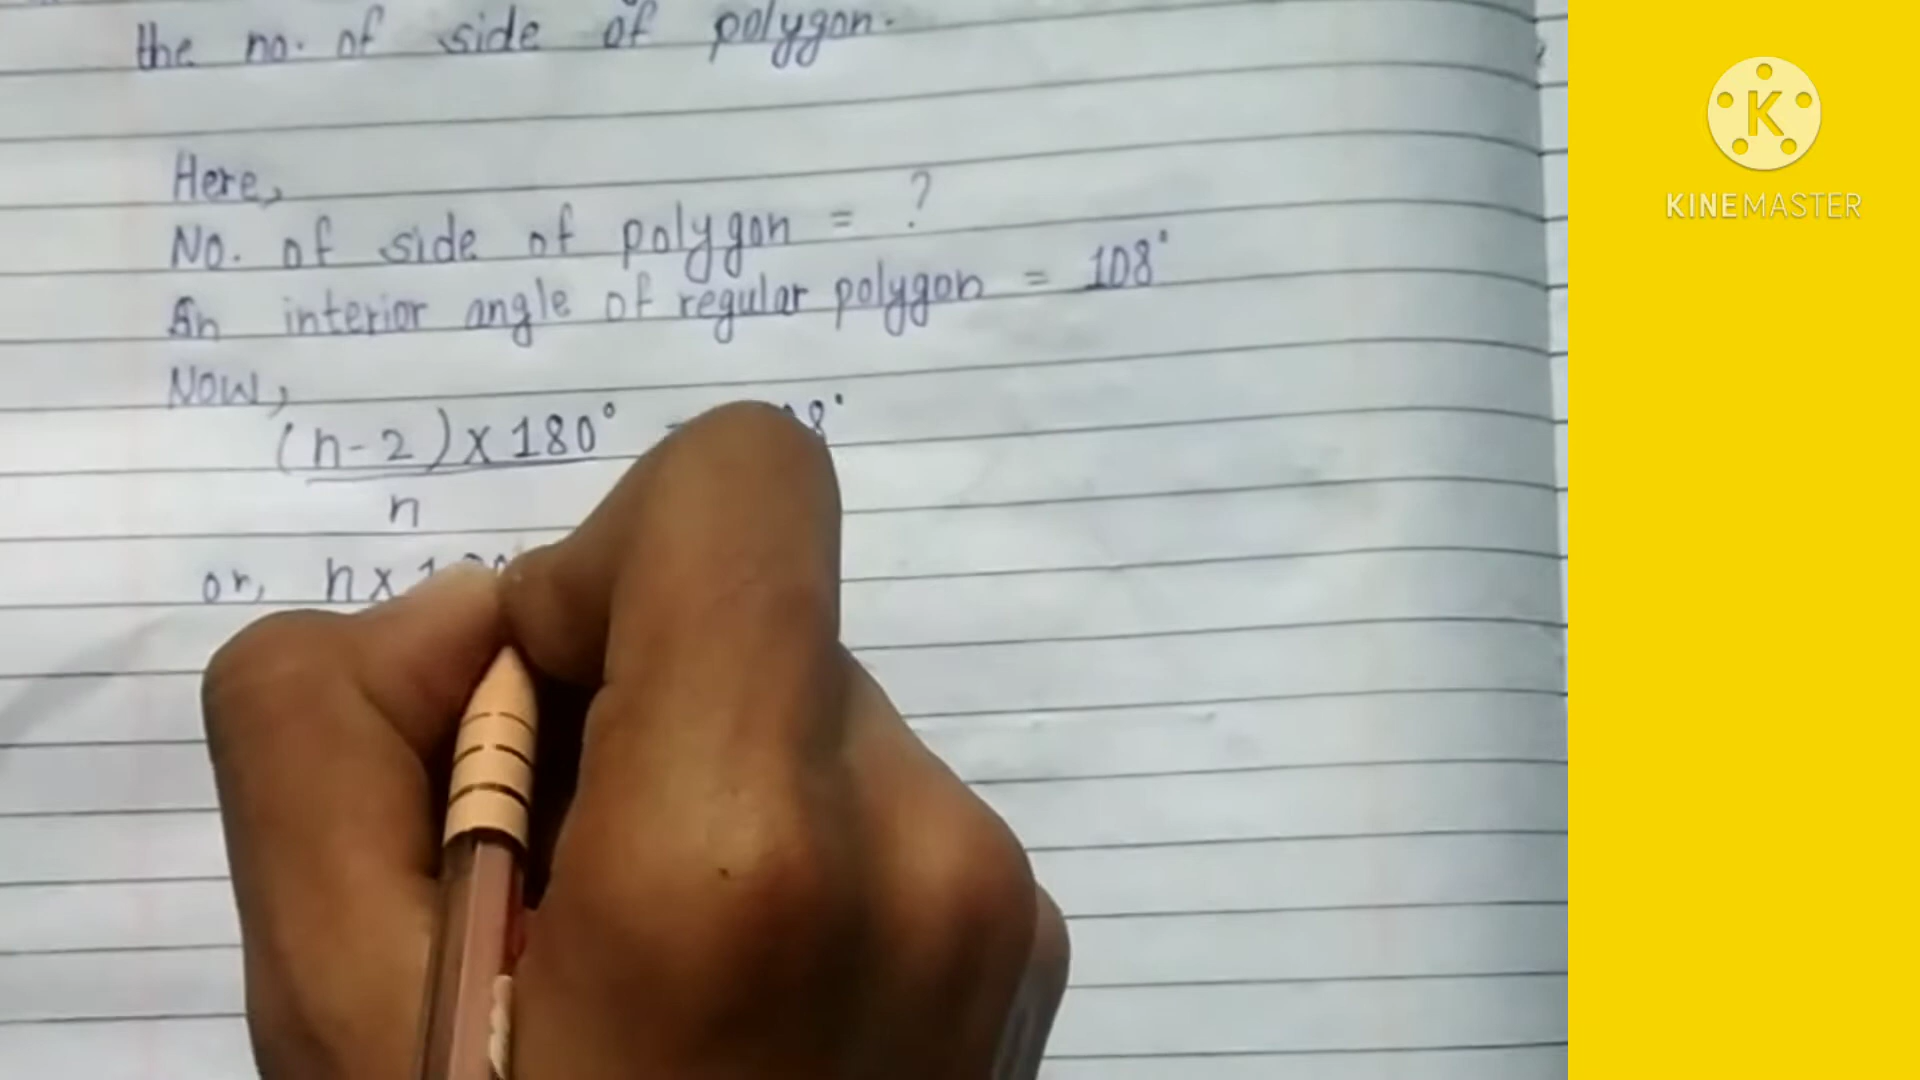 the no. of side of polygon.
Here,
No. of side of polygon = ?
An interior angle of regular polygon = 108°
Now,
(n-2) x 180° = 8°
n
or, n x
K
KINEMASTER